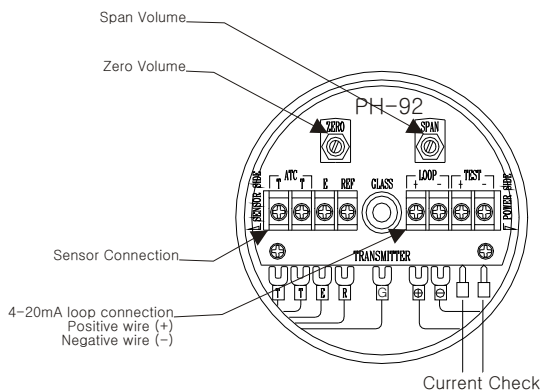 Span Volume
Zero Volume
PH-92
ZERO
SPAN
ATC
LOOP
TEST
T T E REF GLASS + - + -
SENSOR SIDE
POWER SIDE
Sensor Connection
TRANSMITTER
T T E R G ⊕ ⊖
4-20mA loop connection
Positive wire (+)
Negative wire (-)
Current Check